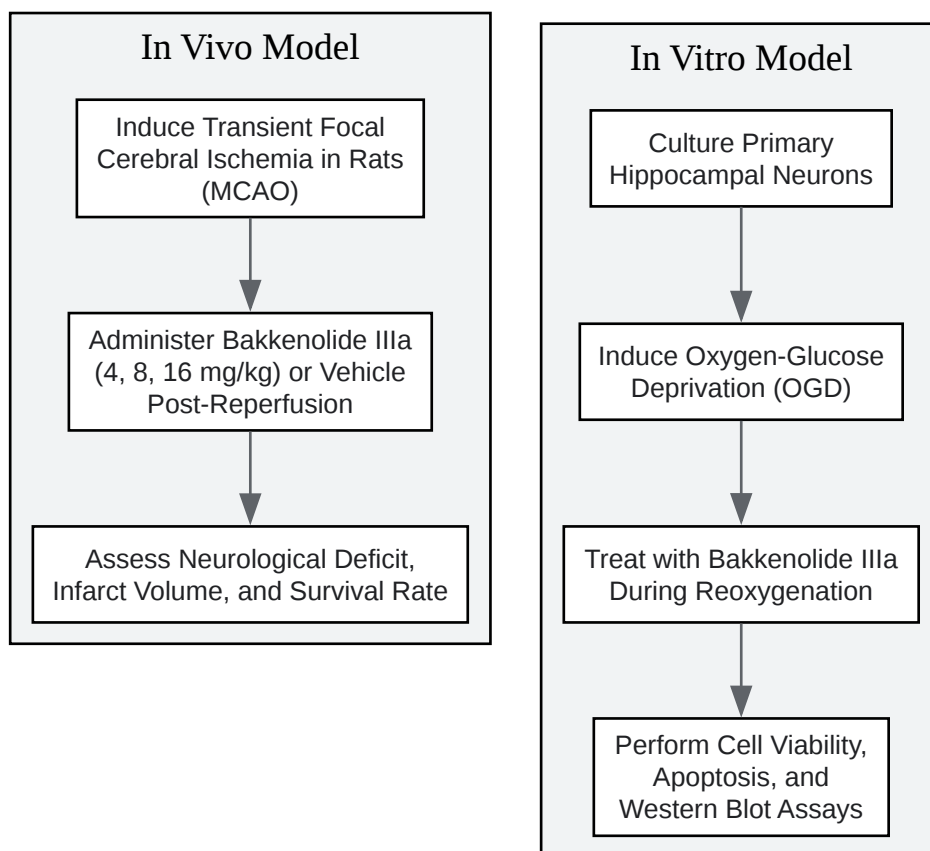 In Vivo Model
Induce Transient Focal
Cerebral Ischemia in Rats
(MCAO)
Administer Bakkenolide IIIa
(4, 8, 16 mg/kg) or Vehicle
Post-Reperfusion
Assess Neurological Deficit,
Infarct Volume, and Survival Rate
In Vitro Model
Culture Primary
Hippocampal Neurons
Induce Oxygen-Glucose
Deprivation (OGD)
Treat with Bakkenolide IIIa
During Reoxygenation
Perform Cell Viability,
Apoptosis, and
Western Blot Assays